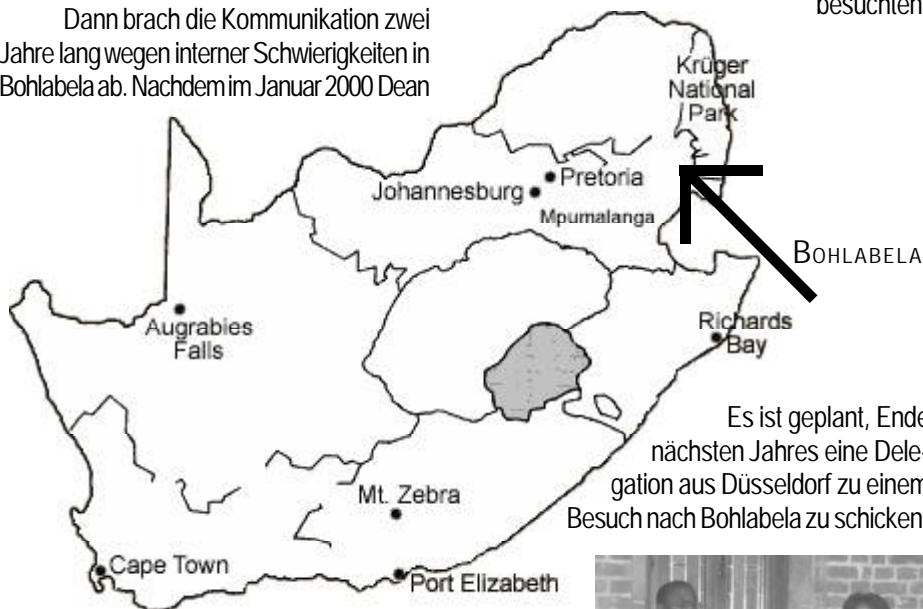 besuchten
Dann brach die Kommunikation zwei
Jahre lang wegen interner Schwierigkeiten in
Bohlabela ab. Nachdem im Januar 2000 Dean
Krüger
National
Park
Johannesburg
Pretoria
Mpumalanga
BOHLABELA
Augrabies
Falls
Richards
Bay
Es ist geplant, Ende
nächsten Jahres eine Dele-
gation aus Düsseldorf zu einem
Besuch nach Bohlabela zu schicken
Mt. Zebra
Cape Town
Port Elizabeth